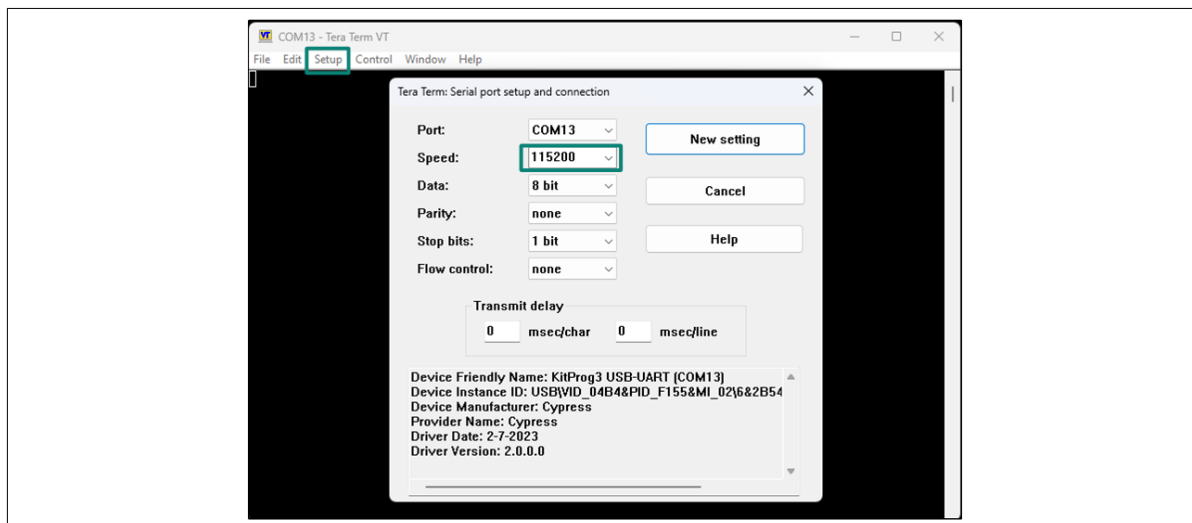 COM13 - Tera Term VT
File Edit Setup Control Window Help
Tera Term: Serial port setup and connection
Port: COM13 New setting
Speed: 115200
Data: 8 bit Cancel
Parity: none
Stop bits: 1 bit Help
Flow control: none
Transmit delay
0 msec/char 0 msec/line
Device Friendly Name: KitProg3 USB-UART (COM13)
Device Instance ID: USB\VID_04B4&PID_F155&MI_02\6&2B54
Device Manufacturer: Cypress
Provider Name: Cypress
Driver Date: 2-7-2023
Driver Version: 2.0.0.0